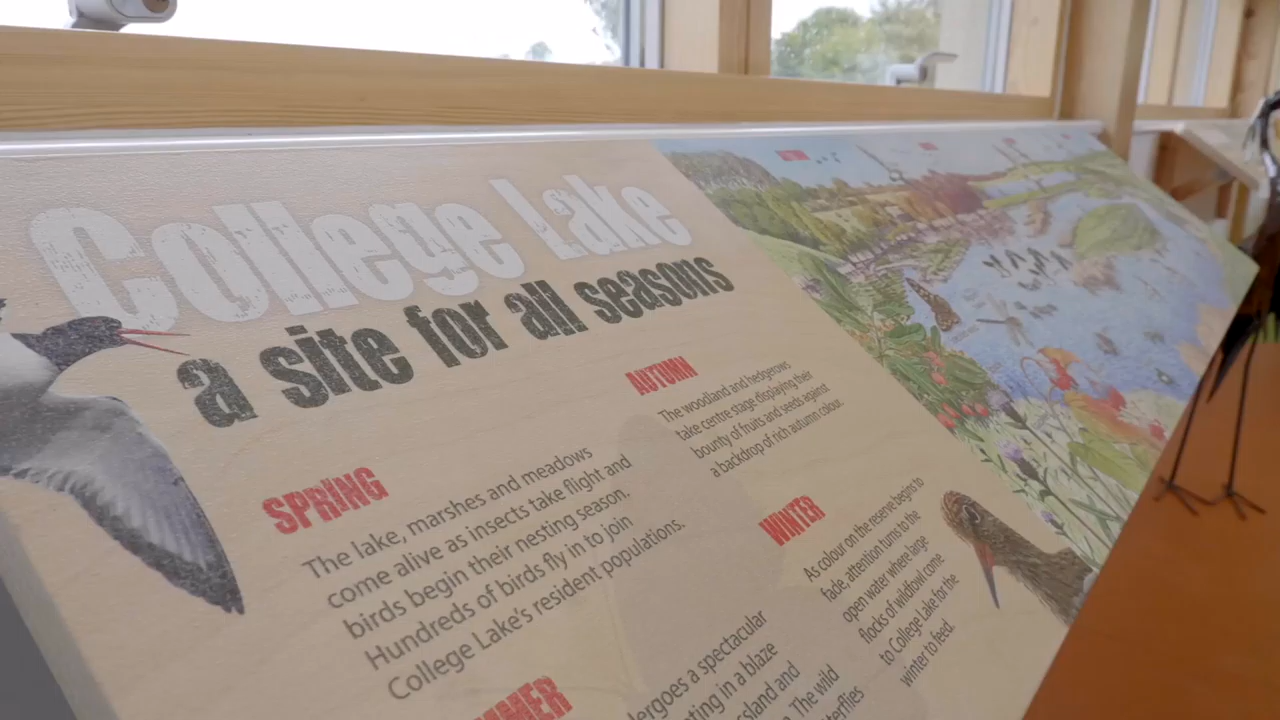 College Lake
a site for all seasons
SPRING
The lake, marshes and meadows
come alive as insects take flight and
birds begin their nesting season.
Hundreds of birds fly in to join
College Lake's resident populations.
AUTUMN
The woodland and hedgerows
take centre stage displaying their
bounty of fruits and seeds against
a backdrop of rich autumn colour.
WINTER
As colour on the reserve begins to
fade, attention turns to the
open water where large
flocks of wildfowl come
to College Lake for the
winter to feed.
MMER
dergoes a spectacular
ting in a blaze
ssland and
. The wild
terflies